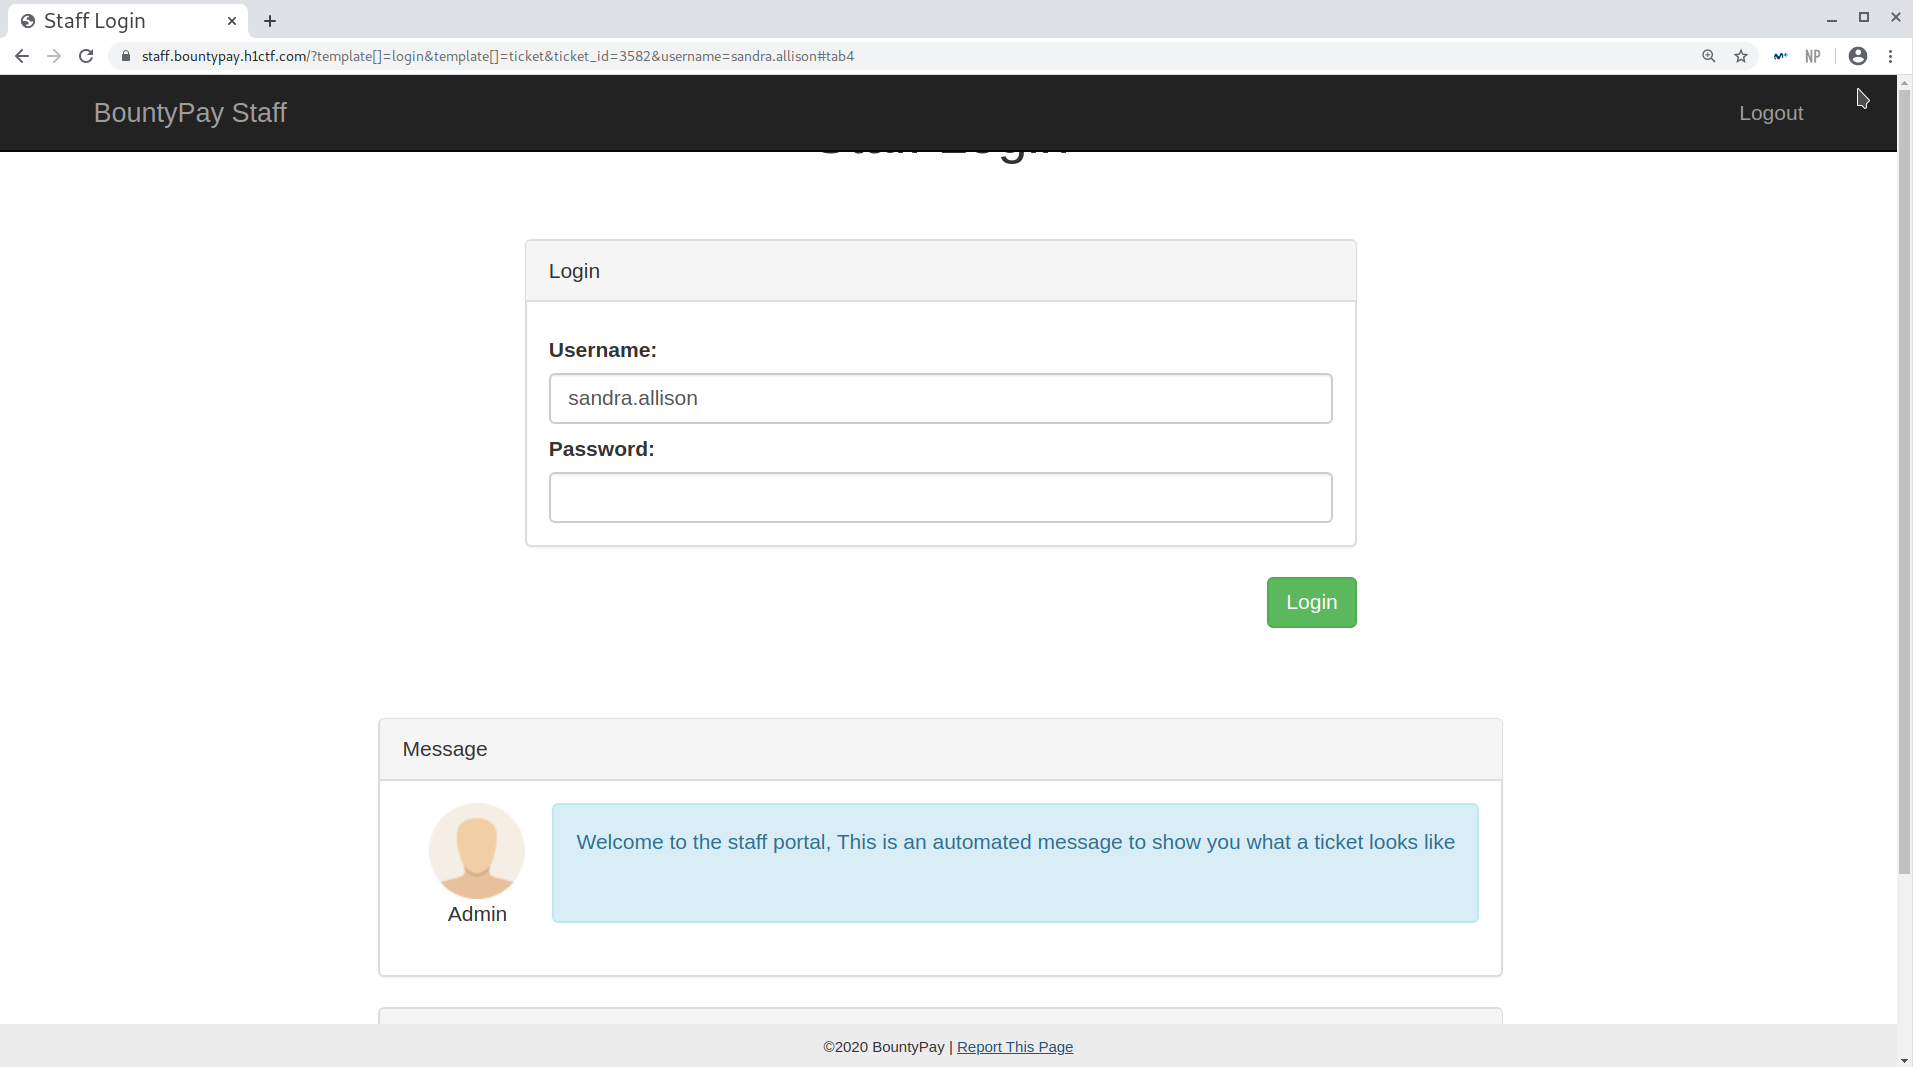 Staff Login
staff.bountypay.h1ctf.com/?template[]=login&template[]=ticket&ticket_id=3582&username=sandra.allison#tab4
NP
BountyPay Staff
Logout
Staff Login
Login
Username:
sandra.allison
Password:
Login
Message
Welcome to the staff portal, This is an automated message to show you what a ticket looks like
Admin
©2020 BountyPay | Report This Page